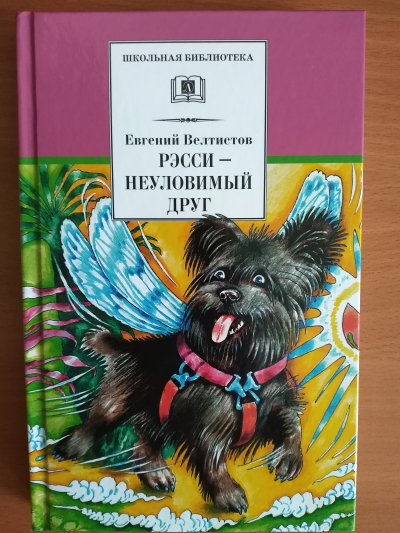 ШКОЛЬНАЯ БИБЛИОТЕКА
Евгений Велтистов
РЭССИ –
НЕУЛОВИМЫЙ
ДРУГ